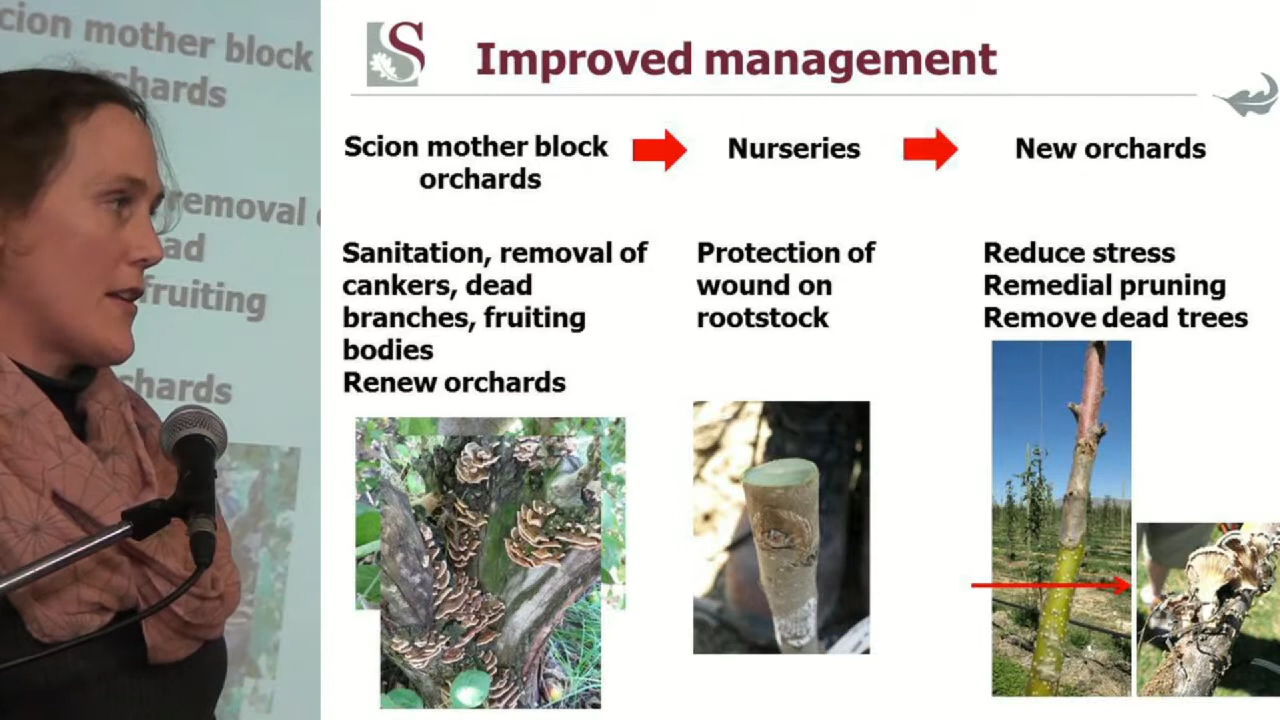 cion mother block
chards
removal
ad
fruiting
chards
S
Improved management
Scion mother block
orchards
Nurseries
New orchards
Sanitation, removal of
cankers, dead
branches, fruiting
bodies
Renew orchards
Protection of
wound on
rootstock
Reduce stress
Remedial pruning
Remove dead trees